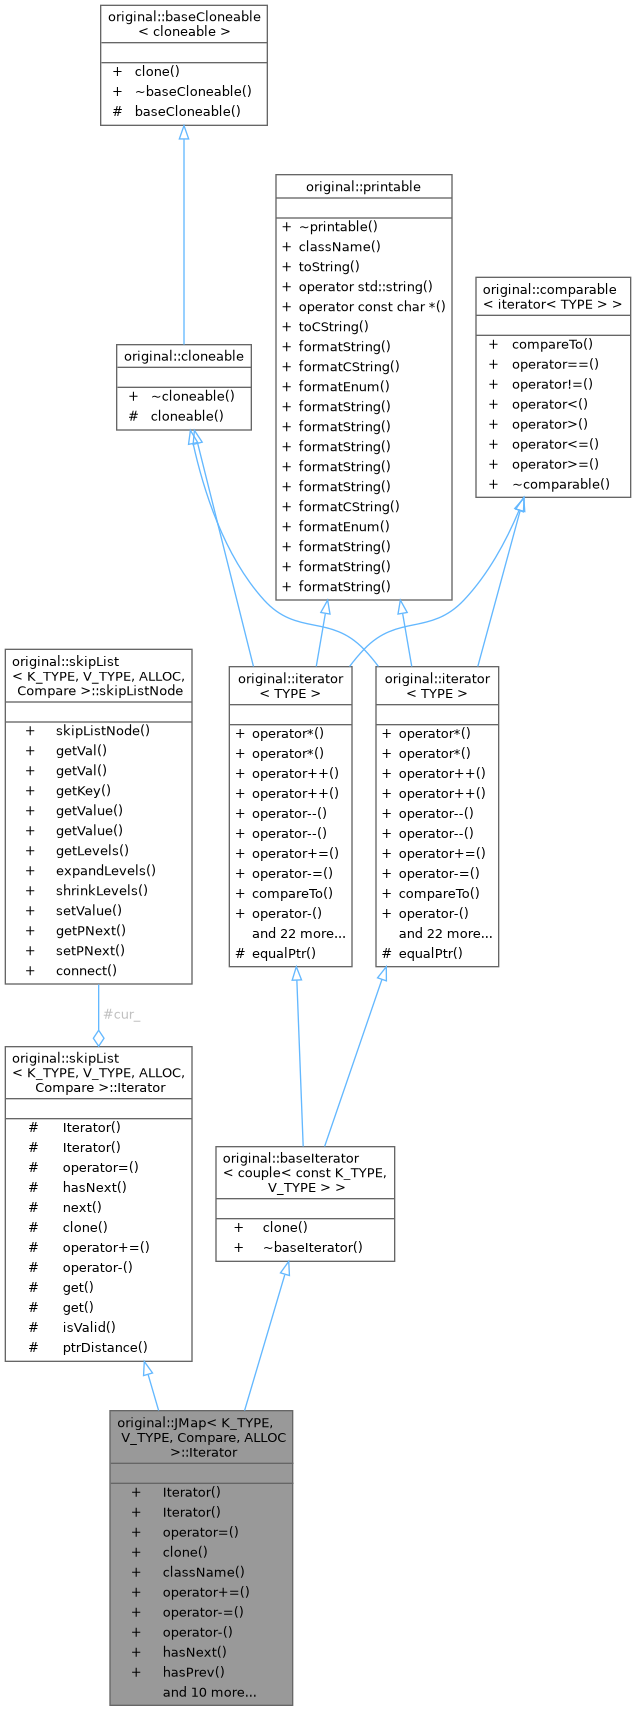 original::baseCloneable
< cloneable >
+ clone()
+ ~baseCloneable()
# baseCloneable()
original::printable
+ ~printable()
+ className()
+ toString()
+ operator std::string()
+ operator const char *()
+ toCString()
+ formatString()
+ formatCString()
+ formatEnum()
+ formatString()
+ formatString()
+ formatString()
+ formatString()
+ formatString()
+ formatCString()
+ formatEnum()
+ formatString()
+ formatString()
+ formatString()
original::comparable
< iterator< TYPE > >
+ compareTo()
+ operator==()
+ operator!=()
+ operator<()
+ operator>()
+ operator<=()
+ operator>=()
+ ~comparable()
original::cloneable
+ ~cloneable()
# cloneable()
original::skipList
< K_TYPE, V_TYPE, ALLOC,
Compare >::skipListNode
+ skipListNode()
+ getVal()
+ getVal()
+ getKey()
+ getValue()
+ getValue()
+ getLevels()
+ expandLevels()
+ shrinkLevels()
+ setValue()
+ getPNext()
+ setPNext()
+ connect()
original::iterator
< TYPE >
+ operator*()
+ operator*()
+ operator++()
+ operator++()
+ operator--()
+ operator--()
+ operator+=()
+ operator-=()
+ compareTo()
+ operator-()
and 22 more...
# equalPtr()
original::iterator
< TYPE >
+ operator*()
+ operator*()
+ operator++()
+ operator++()
+ operator--()
+ operator--()
+ operator+=()
+ operator-=()
+ compareTo()
+ operator-()
and 22 more...
# equalPtr()
#cur_
original::skipList
< K_TYPE, V_TYPE, ALLOC,
Compare >::Iterator
# Iterator()
# Iterator()
# operator=()
# hasNext()
# next()
# clone()
# operator+=()
# operator-()
# get()
# get()
# isValid()
# ptrDistance()
original::baseIterator
< couple< const K_TYPE,
V_TYPE > >
+ clone()
+ ~baseIterator()
original::JMap< K_TYPE,
V_TYPE, Compare, ALLOC
>::Iterator
+ Iterator()
+ Iterator()
+ operator=()
+ clone()
+ className()
+ operator+=()
+ operator-=()
+ operator-()
+ hasNext()
+ hasPrev()
and 10 more...